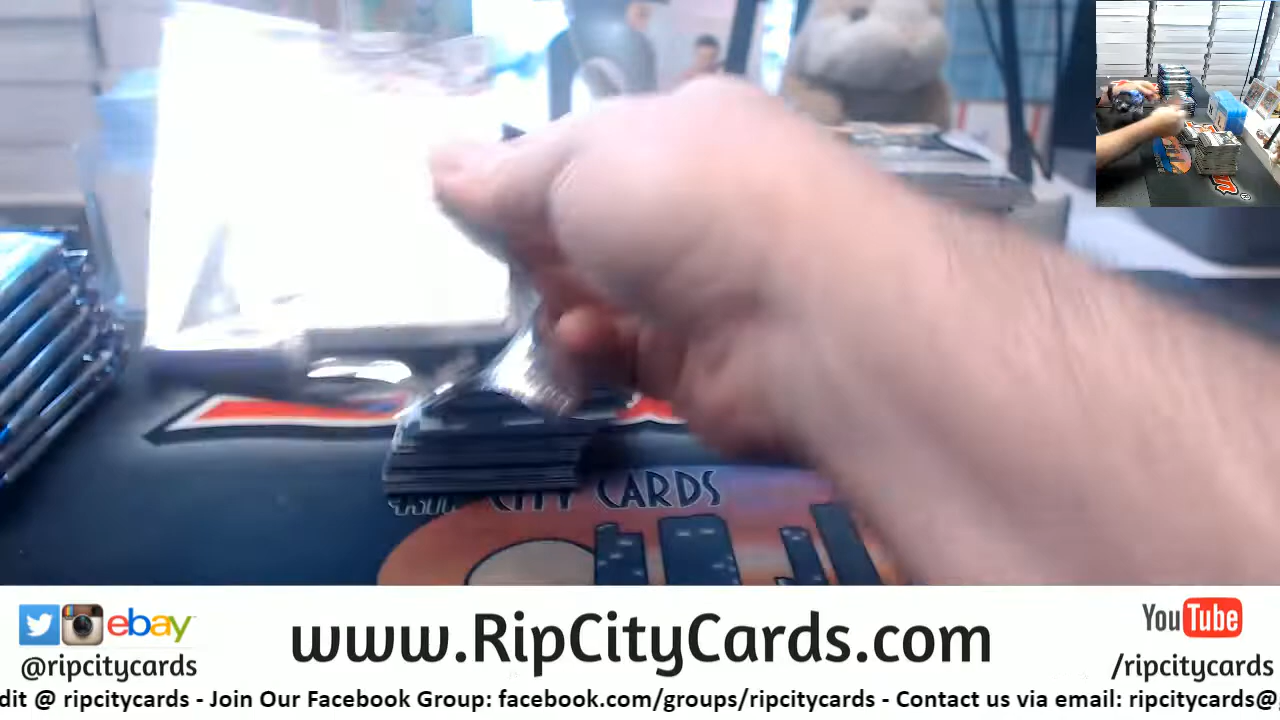 CITY CARDS
ebay
@ripcitycards
www.RipCityCards.com
YouTube
/ripcitycards
dit @ ripcitycards - Join Our Facebook Group: facebook.com/groups/ripcitycards - Contact us via email: ripcitycards@